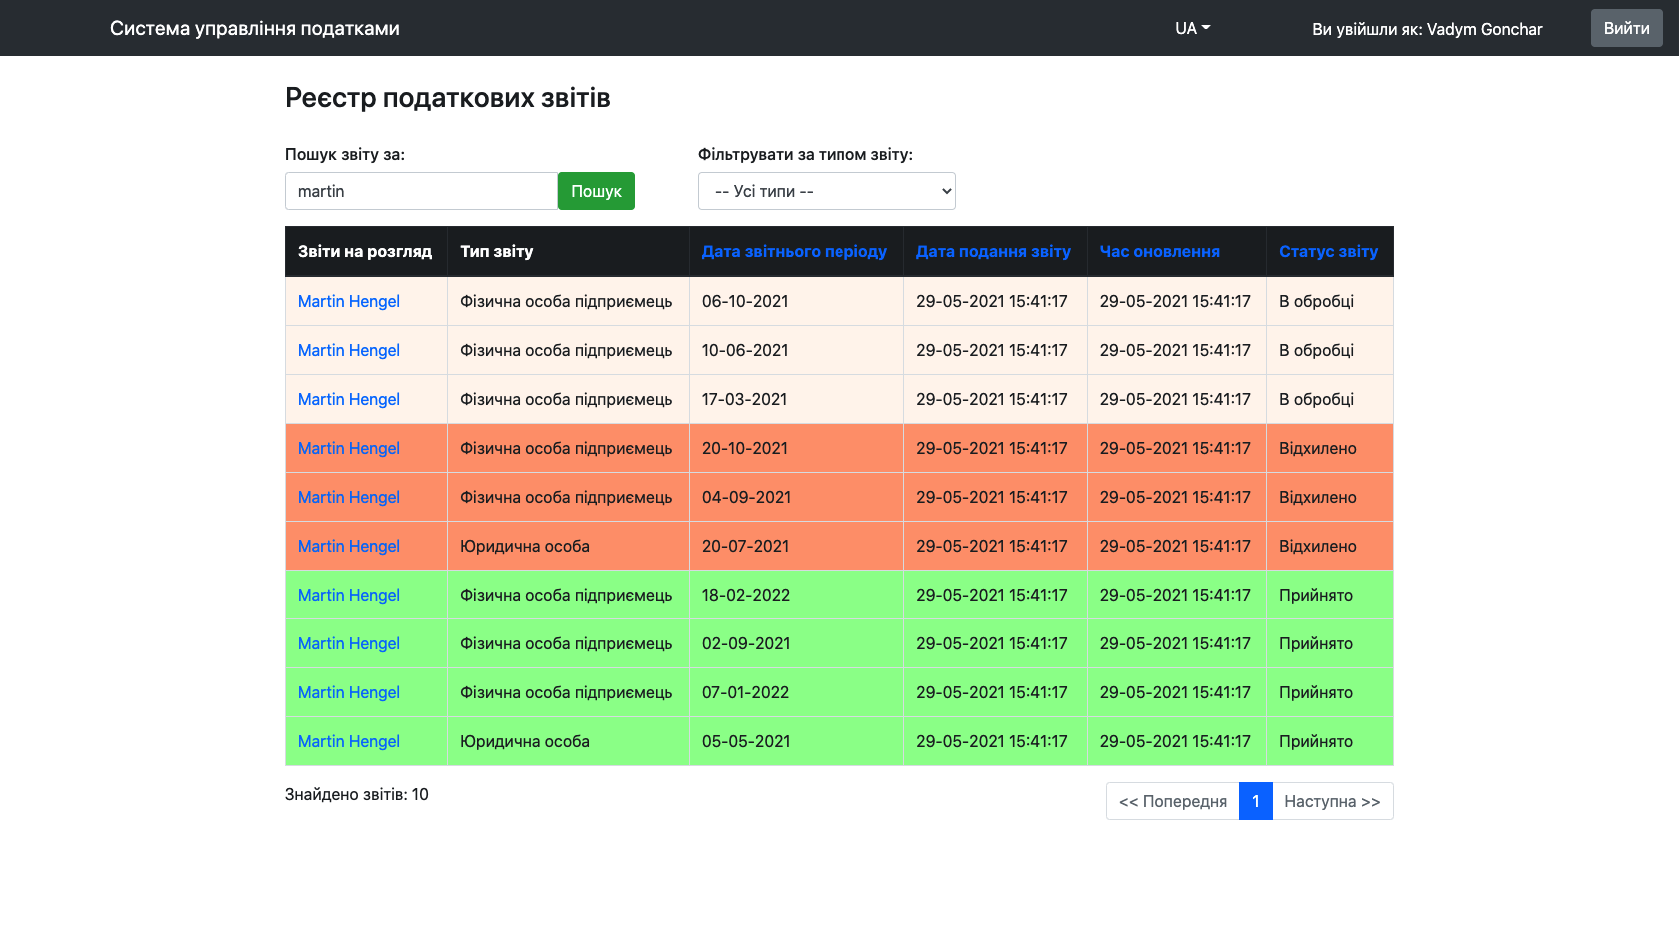 Система управління податками UA Ви увійшли як: Vadym Gonchar Вийти
Реєстр податкових звітів
Пошук звіту за: Фільтрувати за типом звіту:
martin Пошук -- Усі типи --
Звіти на розгляд Тип звіту Дата звітнього періоду Дата подання звіту Час оновлення Статус звіту
Martin Hengel Фізична особа підприємець 06-10-2021 29-05-2021 15:41:17 29-05-2021 15:41:17 В обробці
Martin Hengel Фізична особа підприємець 10-06-2021 29-05-2021 15:41:17 29-05-2021 15:41:17 В обробці
Martin Hengel Фізична особа підприємець 17-03-2021 29-05-2021 15:41:17 29-05-2021 15:41:17 В обробці
Martin Hengel Фізична особа підприємець 20-10-2021 29-05-2021 15:41:17 29-05-2021 15:41:17 Відхилено
Martin Hengel Фізична особа підприємець 04-09-2021 29-05-2021 15:41:17 29-05-2021 15:41:17 Відхилено
Martin Hengel Юридична особа 20-07-2021 29-05-2021 15:41:17 29-05-2021 15:41:17 Відхилено
Martin Hengel Фізична особа підприємець 18-02-2022 29-05-2021 15:41:17 29-05-2021 15:41:17 Прийнято
Martin Hengel Фізична особа підприємець 02-09-2021 29-05-2021 15:41:17 29-05-2021 15:41:17 Прийнято
Martin Hengel Фізична особа підприємець 07-01-2022 29-05-2021 15:41:17 29-05-2021 15:41:17 Прийнято
Martin Hengel Юридична особа 05-05-2021 29-05-2021 15:41:17 29-05-2021 15:41:17 Прийнято
Знайдено звітів: 10 << Попередня 1 Наступна >>